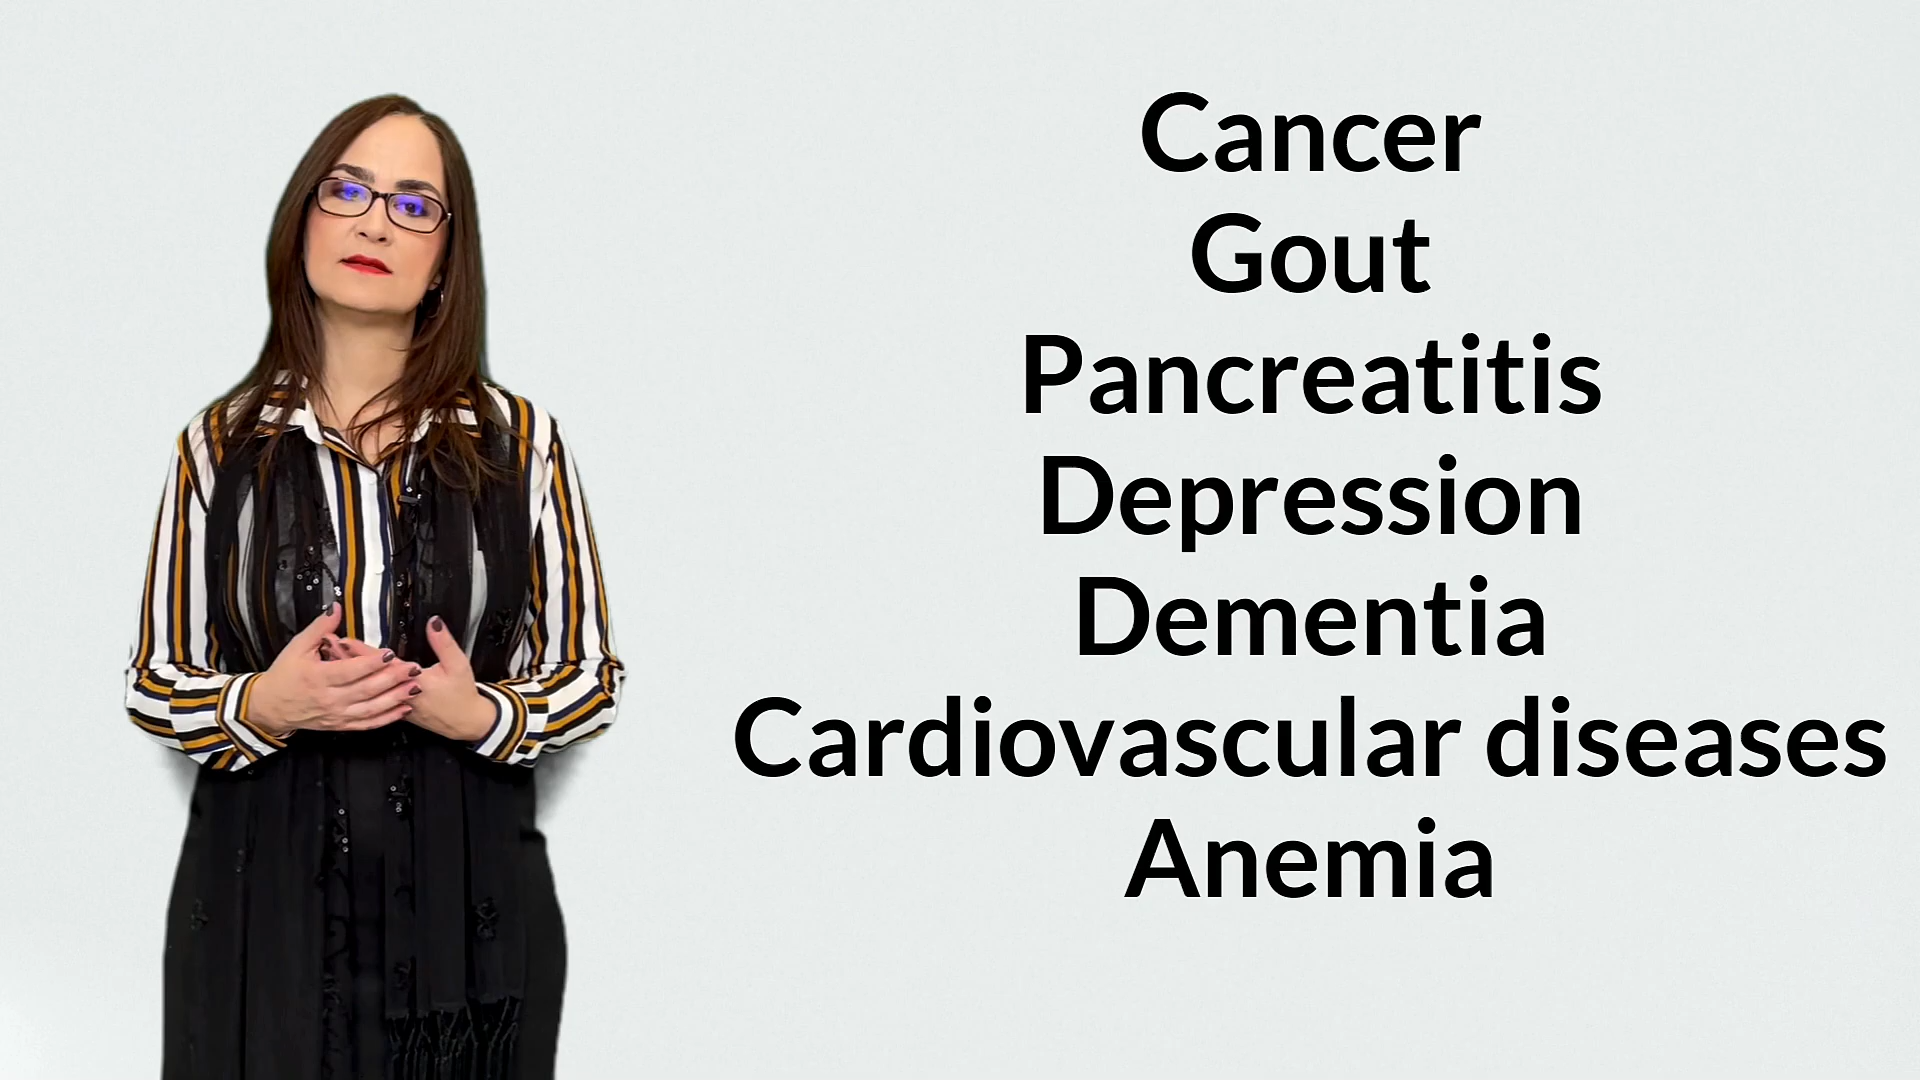 Cancer
Gout
Pancreatitis
Depression
Dementia
Cardiovascular diseases
Anemia